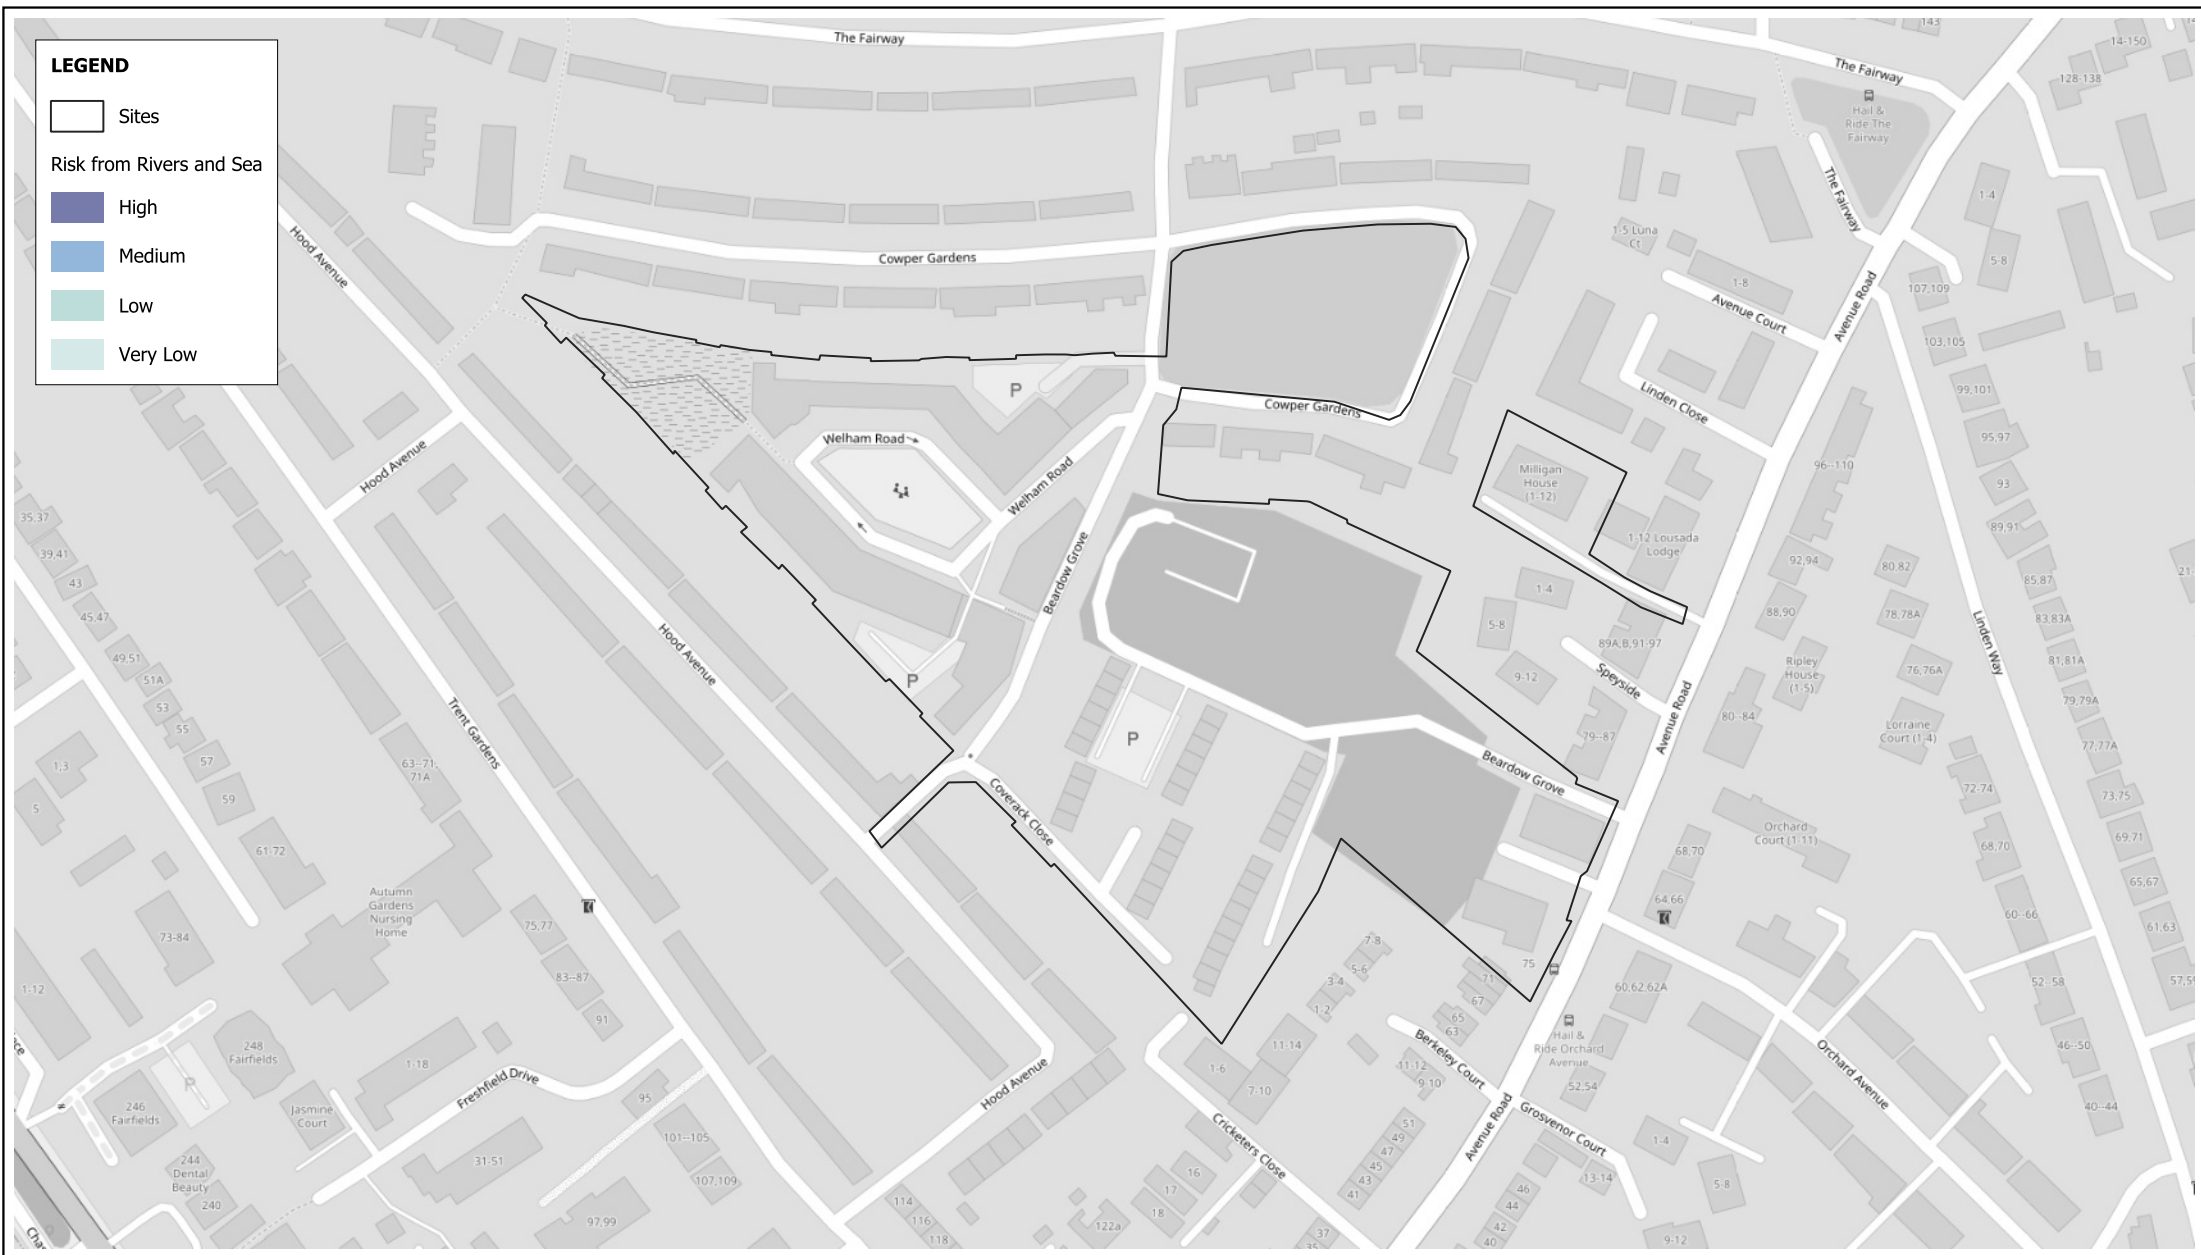 LEGEND
Sites
Risk from Rivers and Sea
High
Medium
Low
Very Low
The Fairway
143
14-150
128-138
The Fairway
Hail &
Ride The
Fairway
The Fairway
1-4
5-8
1-5 Luna
Ct
1-8
Avenue Court
Avenue Road
107,109
103,105
Hood Avenue
Cowper Gardens
Linden Close
99,101
95,97
93
89,91
85,87
83,83A
81,81A
79,79A
77,77A
73,75
69,71
65,67
61,63
P
Cowper Gardens
Welham Road
Welham Road
Hood Avenue
Milligan
House
(1-12)
1-12 Lousada
Lodge
96--110
92,94
80,82
88,90
78,78A
76,76A
Linden Way
35,37
39,41
43
45,47
49,51
51A
53
55
57
59
1,3
5
Beardow Grove
1-4
5-8
9-12
89A,B,91-97
Speyside
Ripley
House
(1-5)
Lorraine
Court (1-4)
Avenue Road
80--84
79--87
72-74
68,70
60--66
52--58
46--50
40--44
Hood Avenue
Trent Gardens
63--71,
71A
P
P
Beardow Grove
Coverack Close
Orchard
Court (1-11)
68,70
64,66
61-72
Autumn
Gardens
Nursing
Home
73-84
75,77
83--87
91
1-12
7-8
5-6
3-4
1-2
75
71
67
65
63
60,62,62A
Hail &
Ride Orchard
Avenue
52,54
Orchard Avenue
248
Fairfields
P
246
Fairfields
1-18
Freshfield Drive
Jasmine
Court
95
101--105
107,109
31-51
244
Dental
Beauty
240
97,99
Hood Avenue
11-14
1-6
7-10
Berkeley Court
11-12
9-10
Cricketers Close
Avenue Road
Grosvenor Court
51
49
47
45
43
41
16
17
18
122a
114
116
118
37
35
46
44
42
40
13-14
1-4
5-8
9-12